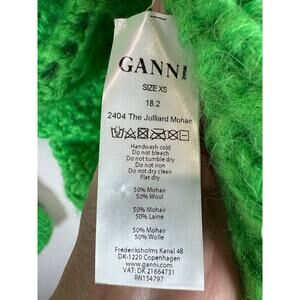 GANNI
SIZE XS
18.2
2404 The Julliard Mohair
Handwash cold
Do not bleach
Do not tumble dry
Do not iron
Do not dry clean
Flat dry
50% Mohair
50% Wool
50% Mohair
50% Laine
50% Mohair
50% Wolle
Frederiksholms Kanal 4B
DK-1220 Copenhagen
www.ganni.com
VAT: DK 21664731
RN154797